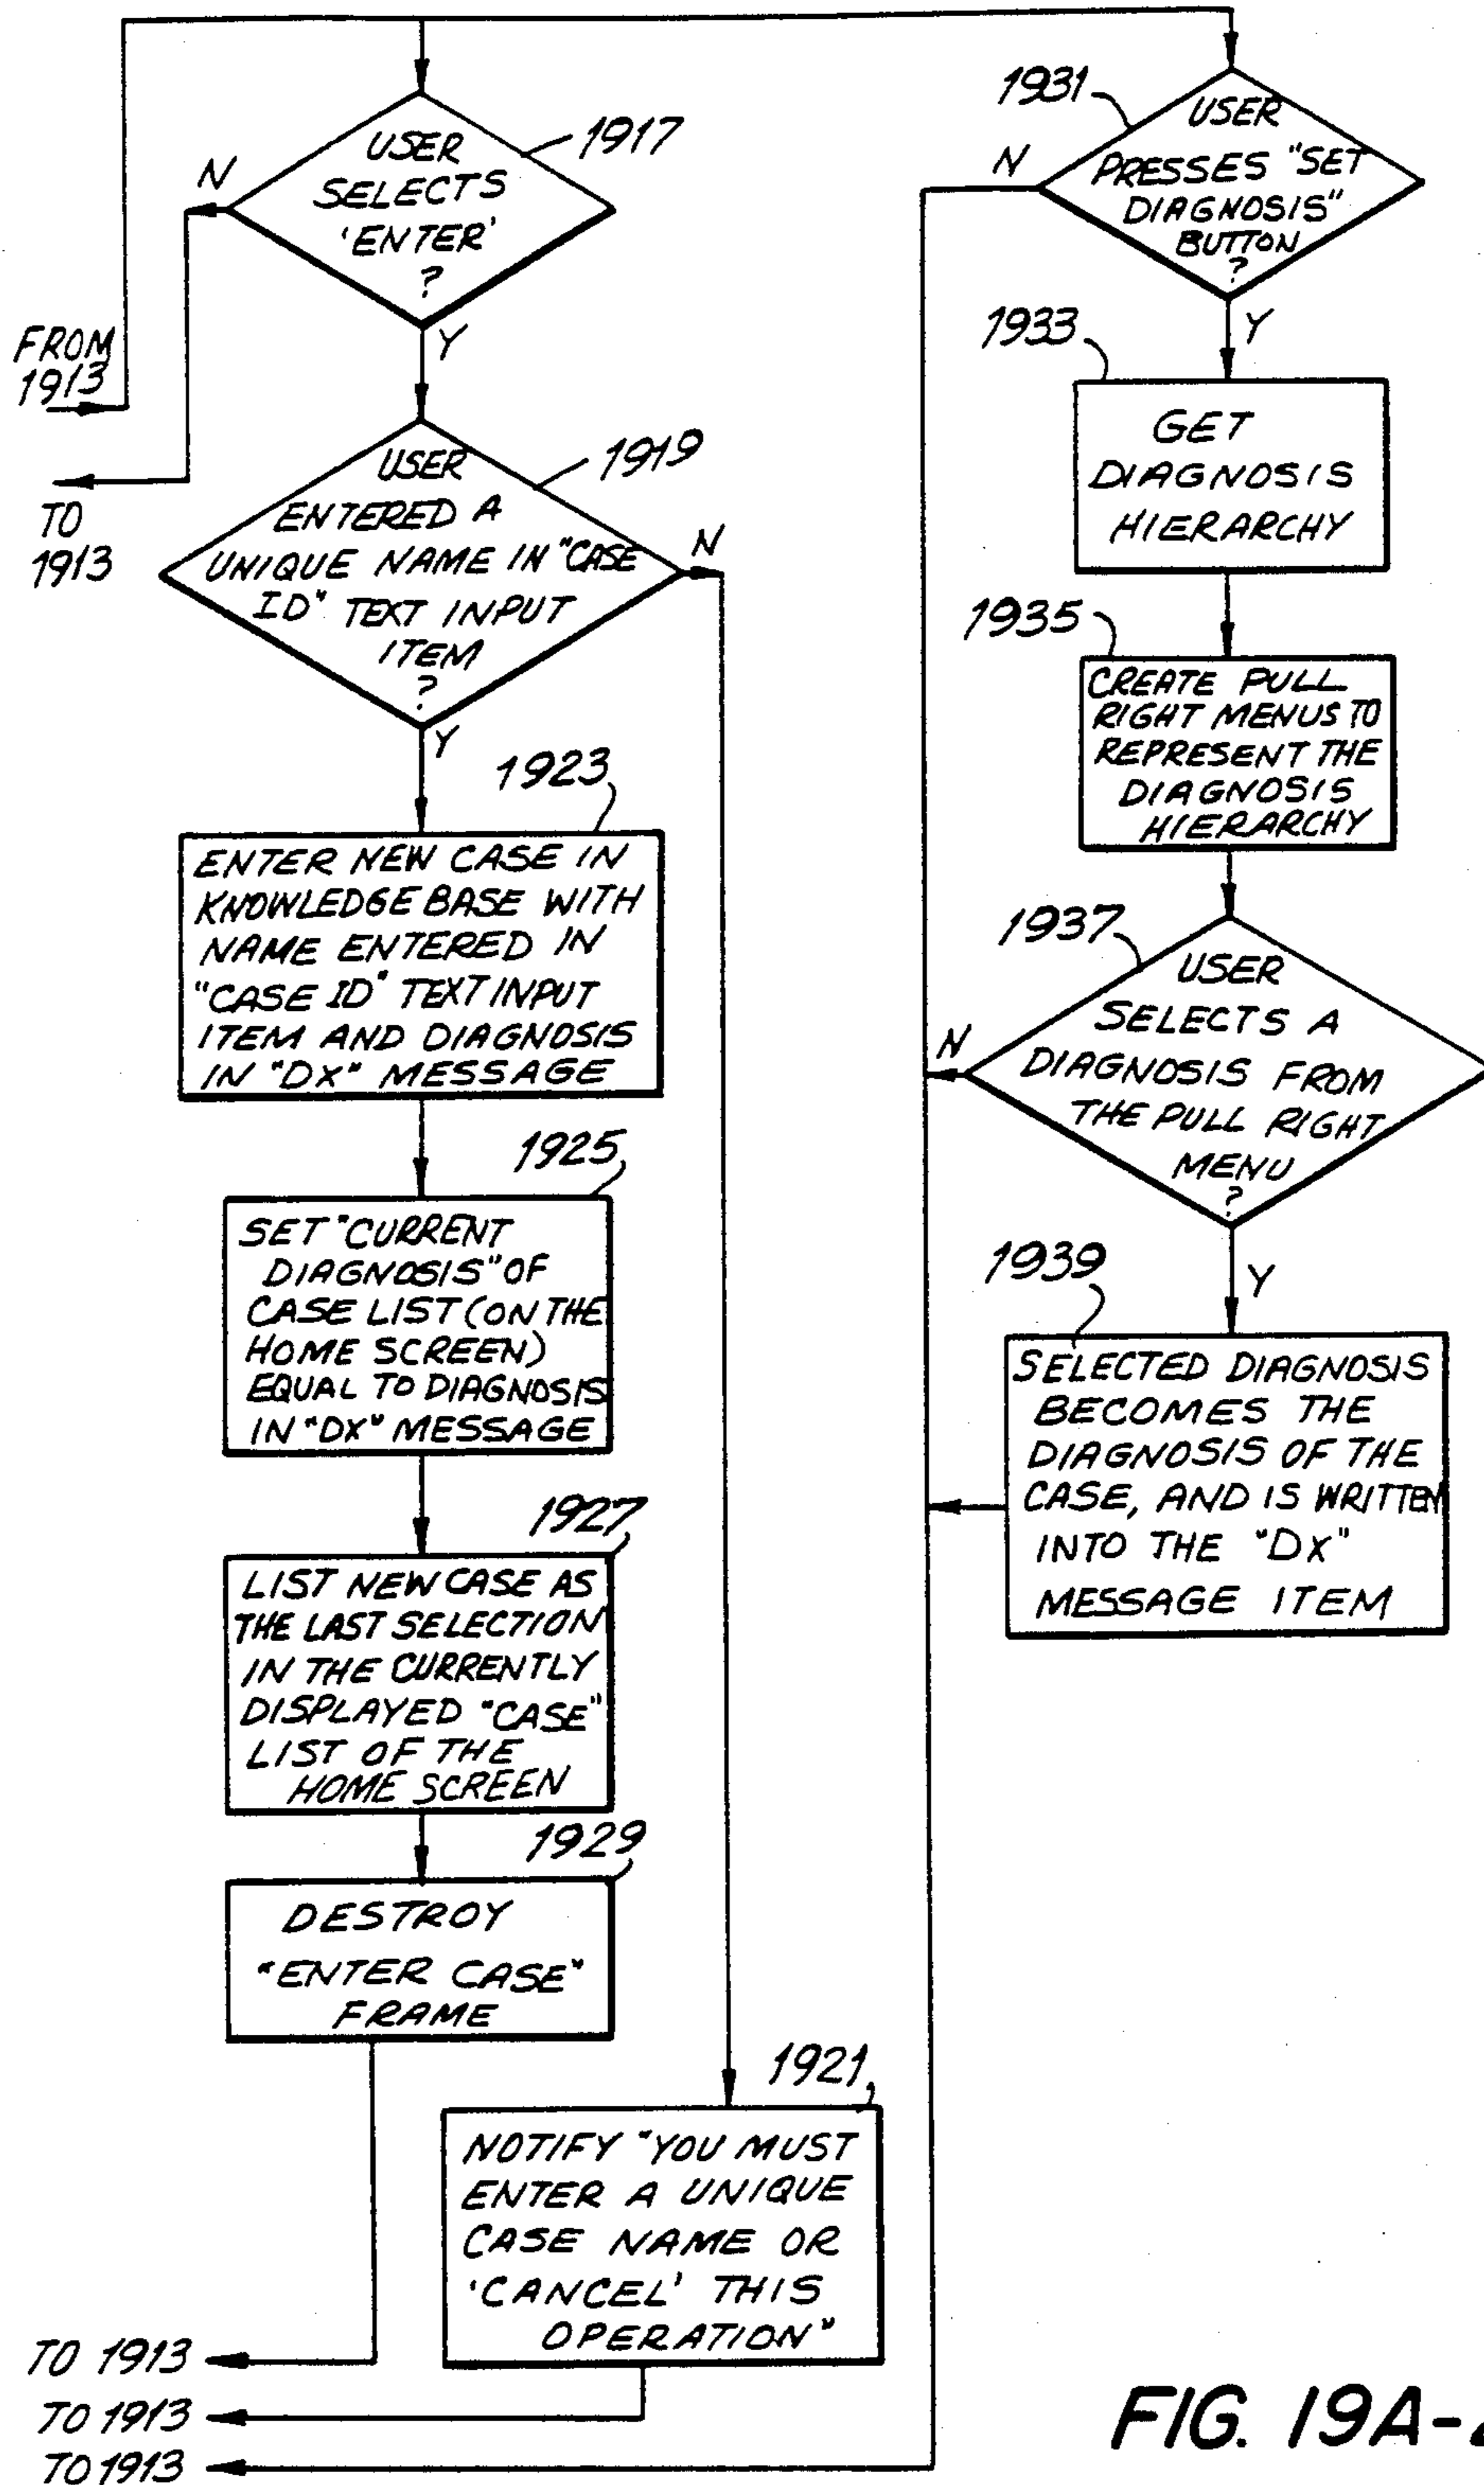 FROM
1913
TO
1913
1917
USER
SELECTS
'ENTER'
?
N
Y
1919
USER
ENTERED A
UNIQUE NAME IN "CASE
ID" TEXT INPUT
ITEM
?
N
Y
1923
ENTER NEW CASE IN
KNOWLEDGE BASE WITH
NAME ENTERED IN
"CASE ID" TEXT INPUT
ITEM AND DIAGNOSIS
IN "DX" MESSAGE
1925
SET "CURRENT
DIAGNOSIS" OF
CASE LIST (ON THE
HOME SCREEN)
EQUAL TO DIAGNOSIS
IN "DX" MESSAGE
1927
LIST NEW CASE AS
THE LAST SELECTION
IN THE CURRENTLY
DISPLAYED "CASE"
LIST OF THE
HOME SCREEN
1929
DESTROY
"ENTER CASE"
FRAME
1921
NOTIFY "YOU MUST
ENTER A UNIQUE
CASE NAME OR
'CANCEL' THIS
OPERATION"
TO 1913
TO 1913
TO 1913
1931
USER
PRESSES "SET
DIAGNOSIS"
BUTTON
?
N
Y
1933
GET
DIAGNOSIS
HIERARCHY
1935
CREATE PULL
RIGHT MENUS TO
REPRESENT THE
DIAGNOSIS
HIERARCHY
1937
USER
SELECTS A
DIAGNOSIS FROM
THE PULL RIGHT
MENU
?
N
Y
1939
SELECTED DIAGNOSIS
BECOMES THE
DIAGNOSIS OF THE
CASE, AND IS WRITTEN
INTO THE "DX"
MESSAGE ITEM
FIG. 19A-2